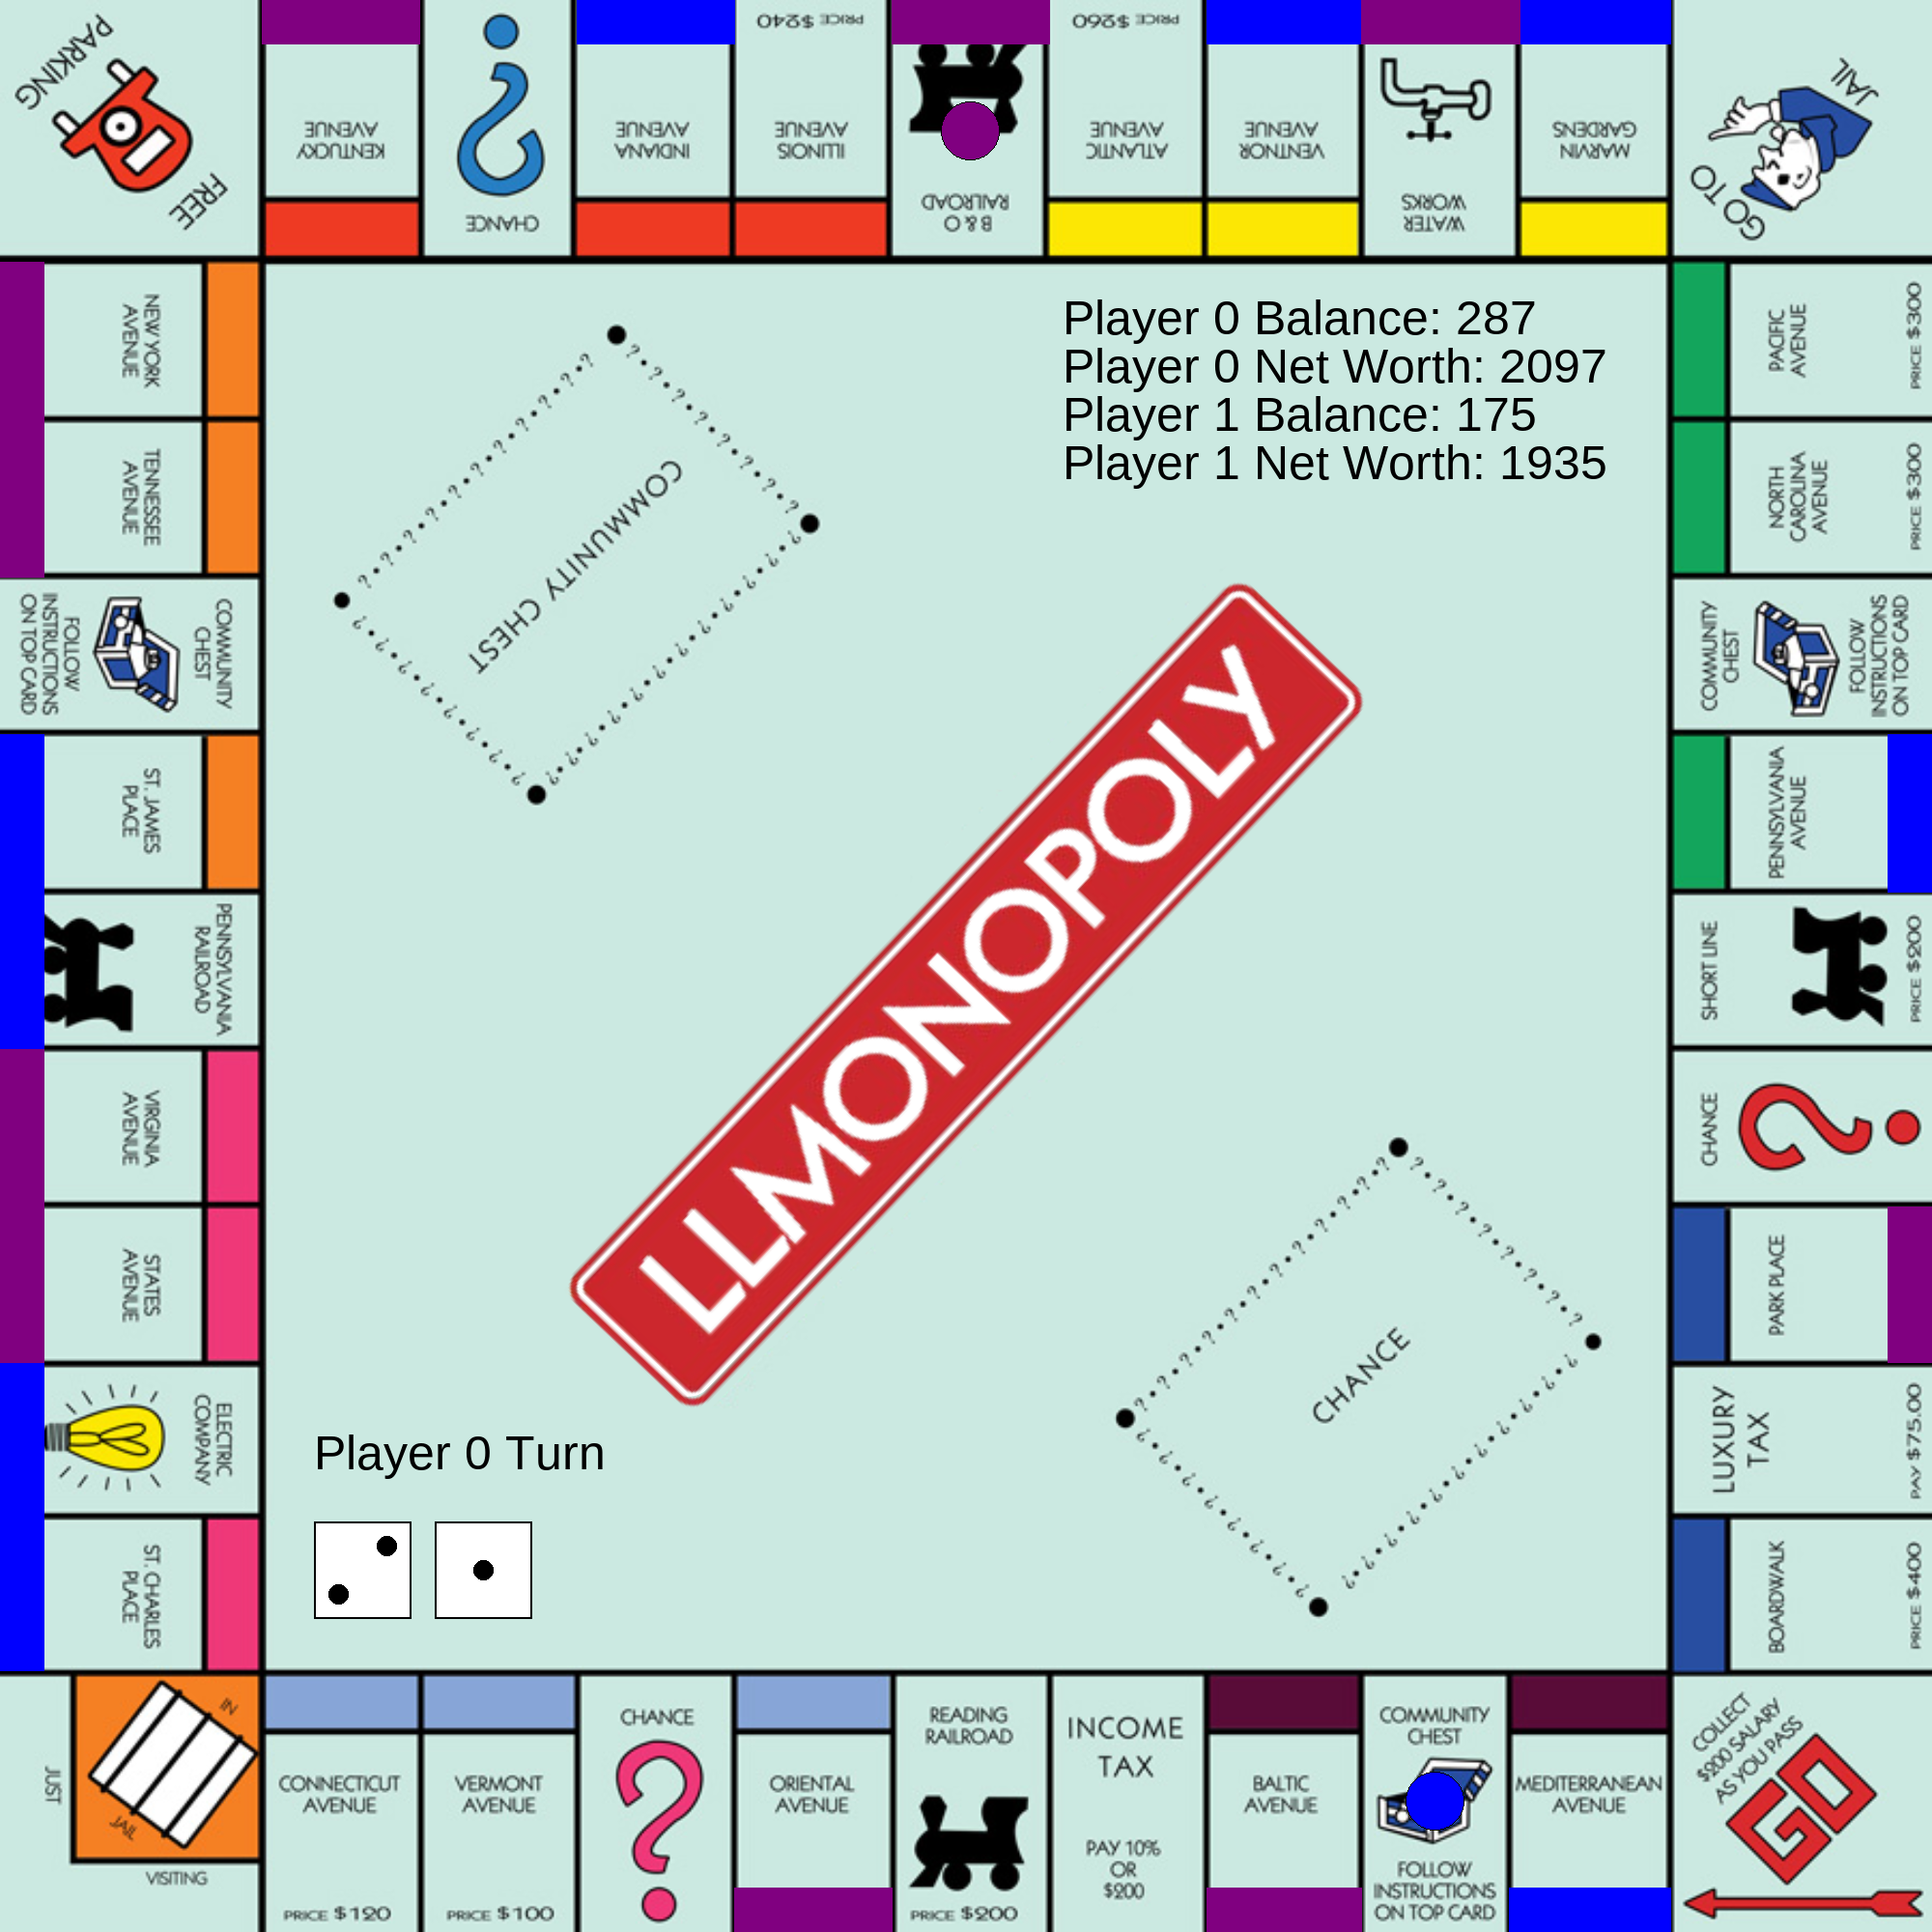 PARKING
FREE
KENTUCKY
AVENUE
CHANCE
INDIANA
AVENUE
PRICE $240
ILLINOIS
AVENUE
B & O
RAILROAD
PRICE $260
ATLANTIC
AVENUE
VENTNOR
AVENUE
WATER
WORKS
MARVIN
GARDENS
GO TO
JAIL
NEW YORK
AVENUE
TENNESSEE
AVENUE
COMMUNITY
CHEST
FOLLOW
INSTRUCTIONS
ON TOP CARD
ST. JAMES
PLACE
PENNSYLVANIA
RAILROAD
VIRGINIA
AVENUE
STATES
AVENUE
ELECTRIC
COMPANY
ST. CHARLES
PLACE
COMMUNITY CHEST
Player 0 Balance: 287
Player 0 Net Worth: 2097
Player 1 Balance: 175
Player 1 Net Worth: 1935
LLMONOPOLY
CHANCE
Player 0 Turn
PACIFIC
AVENUE
PRICE $300
NORTH
CAROLINA
AVENUE
PRICE $300
COMMUNITY
CHEST
FOLLOW
INSTRUCTIONS
ON TOP CARD
PENNSYLVANIA
AVENUE
SHORT LINE
PRICE $200
CHANCE
PARK PLACE
LUXURY
TAX
PAY $75.00
BOARDWALK
PRICE $400
JUST
VISITING
IN
JAIL
CONNECTICUT
AVENUE
PRICE $120
VERMONT
AVENUE
PRICE $100
CHANCE
ORIENTAL
AVENUE
READING
RAILROAD
PRICE $200
INCOME
TAX
PAY 10%
OR
$200
BALTIC
AVENUE
COMMUNITY
CHEST
FOLLOW
INSTRUCTIONS
ON TOP CARD
MEDITERRANEAN
AVENUE
COLLECT
$200 SALARY
AS YOU PASS
GO